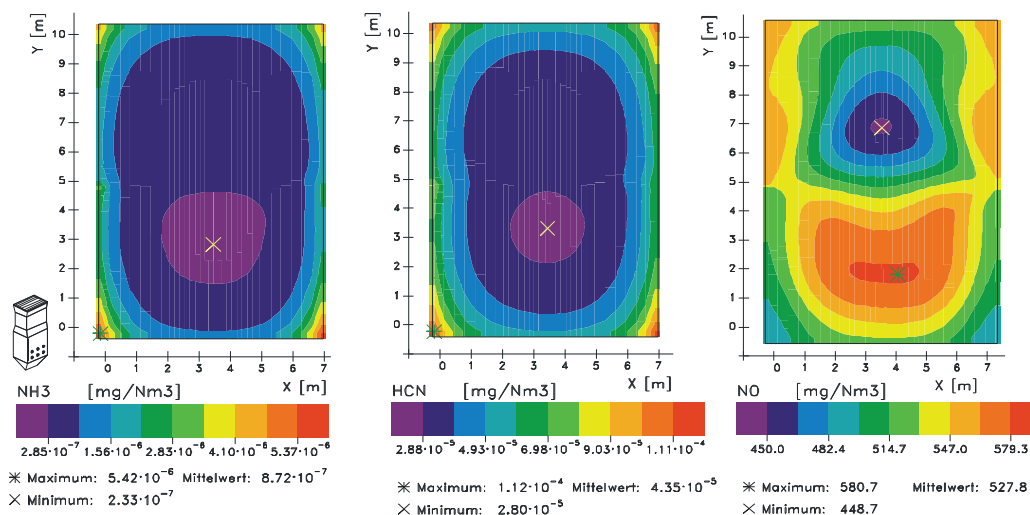 Y [m]
10
9
8
7
6
5
4
3
2
1
0
0 1 2 3 4 5 6 7
X [m]
NH3 [mg/Nm3]
2.85·10⁻⁷ 1.56·10⁻⁶ 2.83·10⁻⁶ 4.10·10⁻⁶ 5.37·10⁻⁶
Maximum: 5.42·10⁻⁶ Mittelwert: 8.72·10⁻⁷
Minimum: 2.33·10⁻⁷
Y [m]
10
9
8
7
6
5
4
3
2
1
0
0 1 2 3 4 5 6 7
X [m]
HCN [mg/Nm3]
2.88·10⁻⁵ 4.93·10⁻⁵ 6.98·10⁻⁵ 9.03·10⁻⁵ 1.11·10⁻⁴
Maximum: 1.12·10⁻⁴ Mittelwert: 4.35·10⁻⁵
Minimum: 2.80·10⁻⁵
Y [m]
10
9
8
7
6
5
4
3
2
1
0
0 1 2 3 4 5 6 7
X [m]
NO [mg/Nm3]
450.0 482.4 514.7 547.0 579.3
Maximum: 580.7 Mittelwert: 527.8
Minimum: 448.7